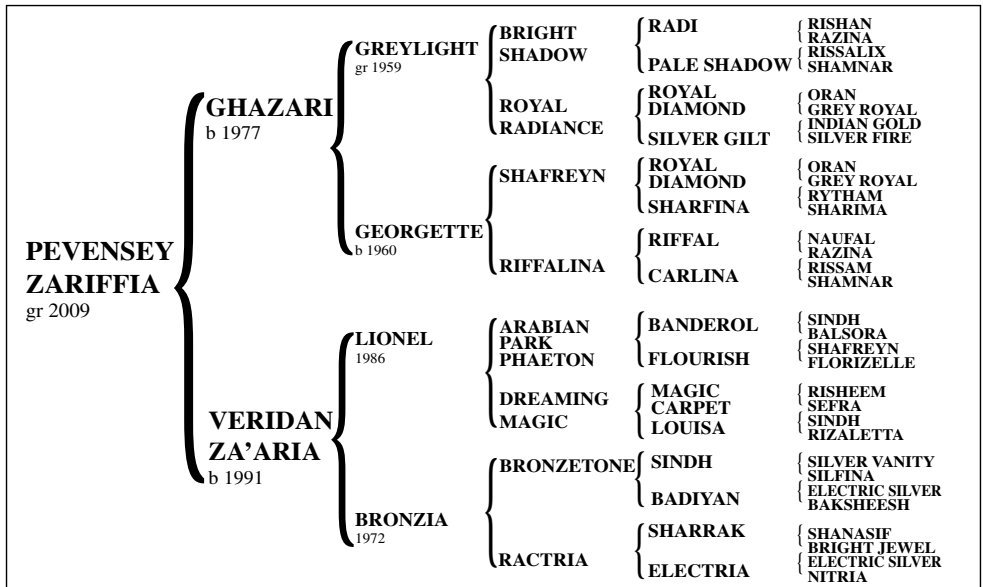 PEVENSEY
ZARIFFIA
gr 2009
GHAZARI
b 1977
VERIDAN
ZA'ARIA
b 1991
GREYLIGHT
gr 1959
GEORGETTE
b 1960
LIONEL
1986
BRONZIA
1972
BRIGHT
SHADOW
ROYAL
RADIANCE
SHAFREYN
RIFFALINA
ARABIAN
PARK
PHAETON
DREAMING
MAGIC
BRONZETONE
RACTRIA
RADI
PALE SHADOW
ROYAL
DIAMOND
SILVER GILT
ROYAL
DIAMOND
SHARFINA
RIFFAL
CARLINA
BANDEROL
FLOURISH
MAGIC
CARPET
LOUISA
SINDH
BADIYAN
SHARRAK
ELECTRIA
RISHAN
RAZINA
RISSALIX
SHAMNAR
ORAN
GREY ROYAL
INDIAN GOLD
SILVER FIRE
ORAN
GREY ROYAL
RYTHAM
SHARIMA
NAUFAL
RAZINA
RISSAM
SHAMNAR
SINDH
BALSORA
SHAFREYN
FLORIZELLE
RISHEEM
SEFRA
SINDH
RIZALETTA
SILVER VANITY
SILFINA
ELECTRIC SILVER
BAKSHEESH
SHANASIF
BRIGHT JEWEL
ELECTRIC SILVER
NITRIA